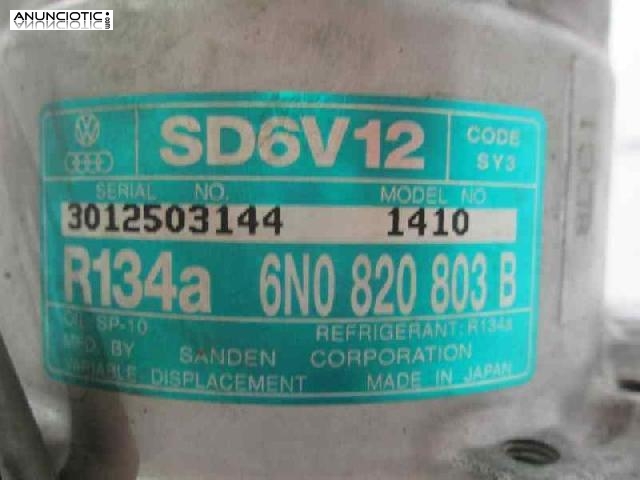 ANUNCIOTIC.com
SD6V12
CODE
SY3
SERIAL NO.
MODEL NO
3012503144 1410
R134a 6N0 820 803 B
OIL SP-10
REFRIGERANT: R134a
MFD. BY SANDEN CORPORATION
VARIABLE DISPLACEMENT MADE IN JAPAN